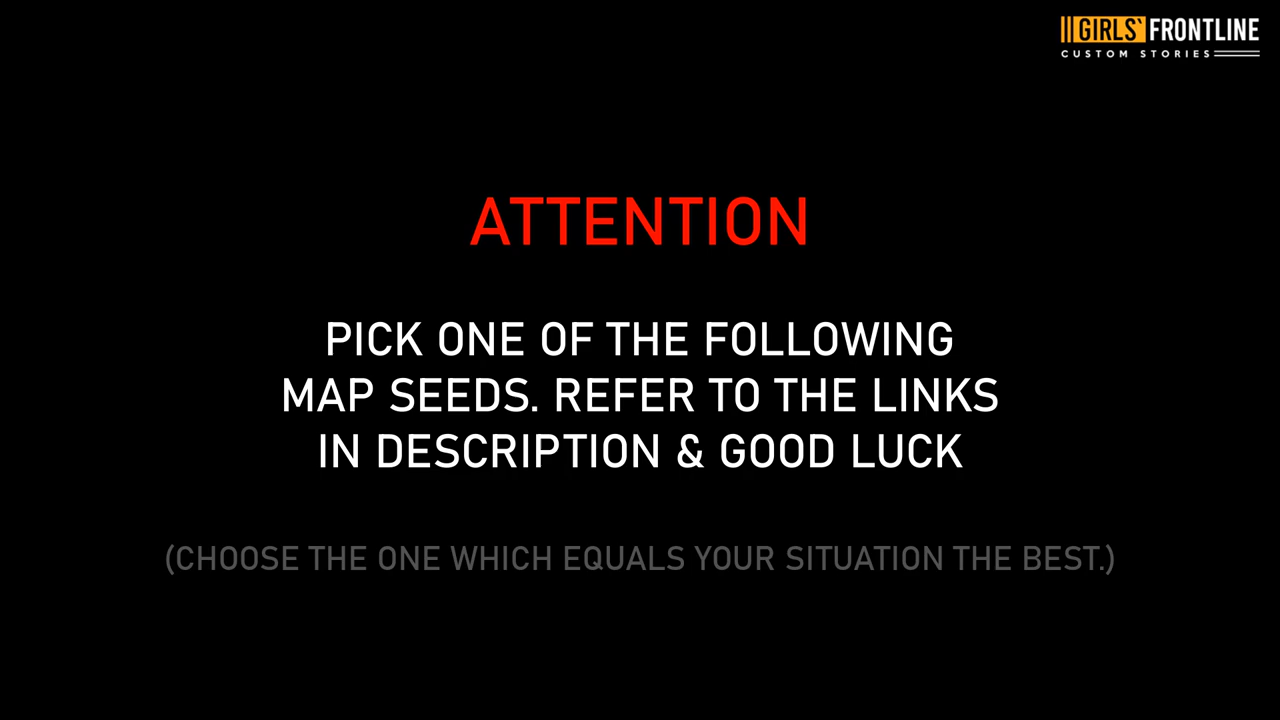 GIRLS' FRONTLINE
CUSTOM STORIES
ATTENTION
PICK ONE OF THE FOLLOWING
MAP SEEDS. REFER TO THE LINKS
IN DESCRIPTION & GOOD LUCK
(CHOOSE THE ONE WHICH EQUALS YOUR SITUATION THE BEST.)